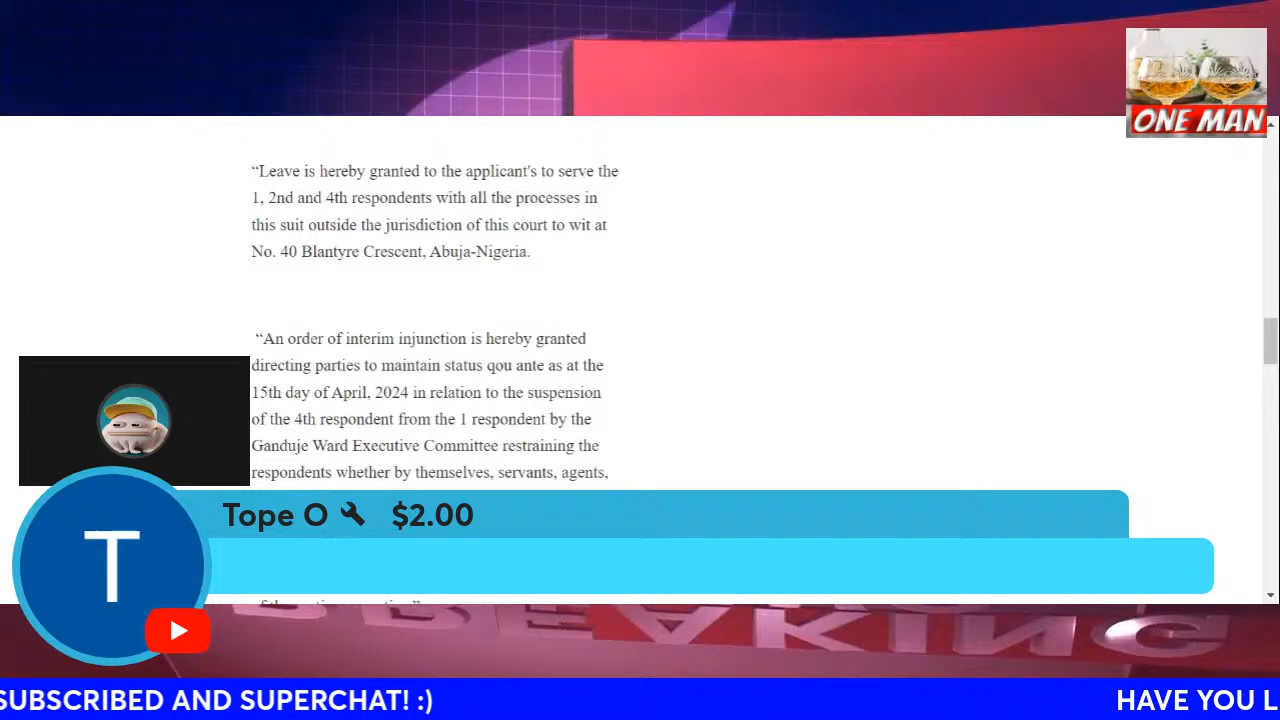 ONE MAN
“Leave is hereby granted to the applicant's to serve the
1, 2nd and 4th respondents with all the processes in
this suit outside the jurisdiction of this court to wit at
No. 40 Blantyre Crescent, Abuja-Nigeria.
“An order of interim injunction is hereby granted
directing parties to maintain status qou ante as at the
15th day of April, 2024 in relation to the suspension
of the 4th respondent from the 1 respondent by the
Ganduje Ward Executive Committee restraining the
respondents whether by themselves, servants, agents,
Tope O $2.00
T
BREAKING
SUBSCRIBED AND SUPERCHAT! :)
HAVE YOU L